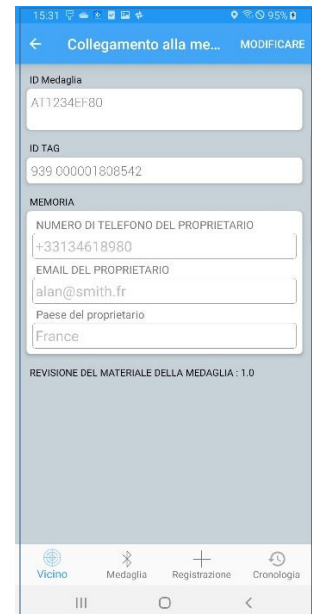 15:31 95%
Collegamento alla me... MODIFICARE
ID Medaglia
AT1234EF80
ID TAG
939 000001808542
MEMORIA
NUMERO DI TELEFONO DEL PROPRIETARIO
+33134618980
EMAIL DEL PROPRIETARIO
alan@smith.fr
Paese del proprietario
France
REVISIONE DEL MATERIALE DELLA MEDAGLIA : 1.0
Vicino Medaglia Registrazione Cronologia